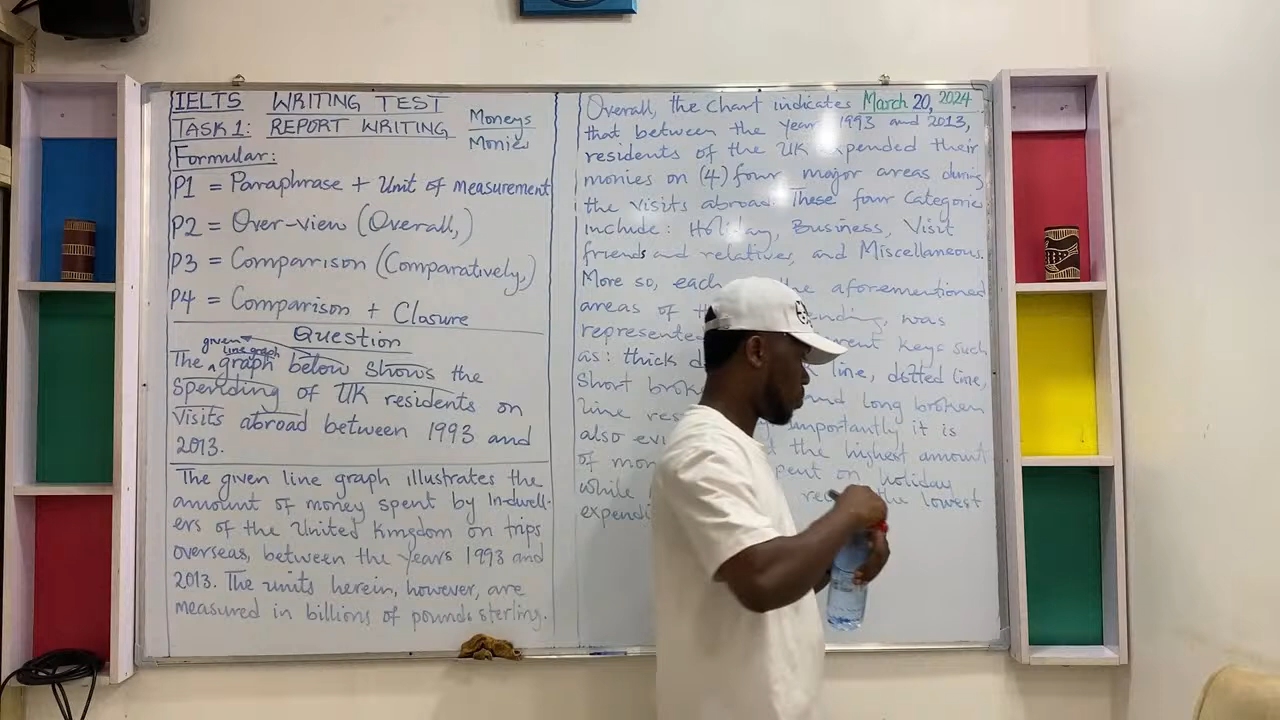 IELTS WRITING TEST
TASK 1: REPORT WRITING
Moneys
Monies
Formular:
P1 = Paraphrase + Unit of measurement
P2 = Over-view (Overall,)
P3 = Comparison (Comparatively,)
P4 = Comparison + Closure
Question
given line graph
The ^ graph below shows the
spending of UK residents on
visits abroad between 1993 and
2013.
The given line graph illustrates the
amount of money spent by In-dwell-
ers of the United Kingdom on trips
overseas, between the years 1993 and
2013. The units herein, however, are
measured in billions of pounds sterling.
March 20, 2024
Overall, the chart indicates
that between the year 1993 and 2013,
residents of the UK expended their
monies on (4) four major areas during
the visits abroad. These four Categories
include: Holiday, Business, Visit
friends and relatives, and Miscellaneous.
More so, each the aforementioned
areas of was
represented keys such
as: thick line, dotted line,
short and long broken
line importantly it is
also the highest amount
of on holiday
while the lowest